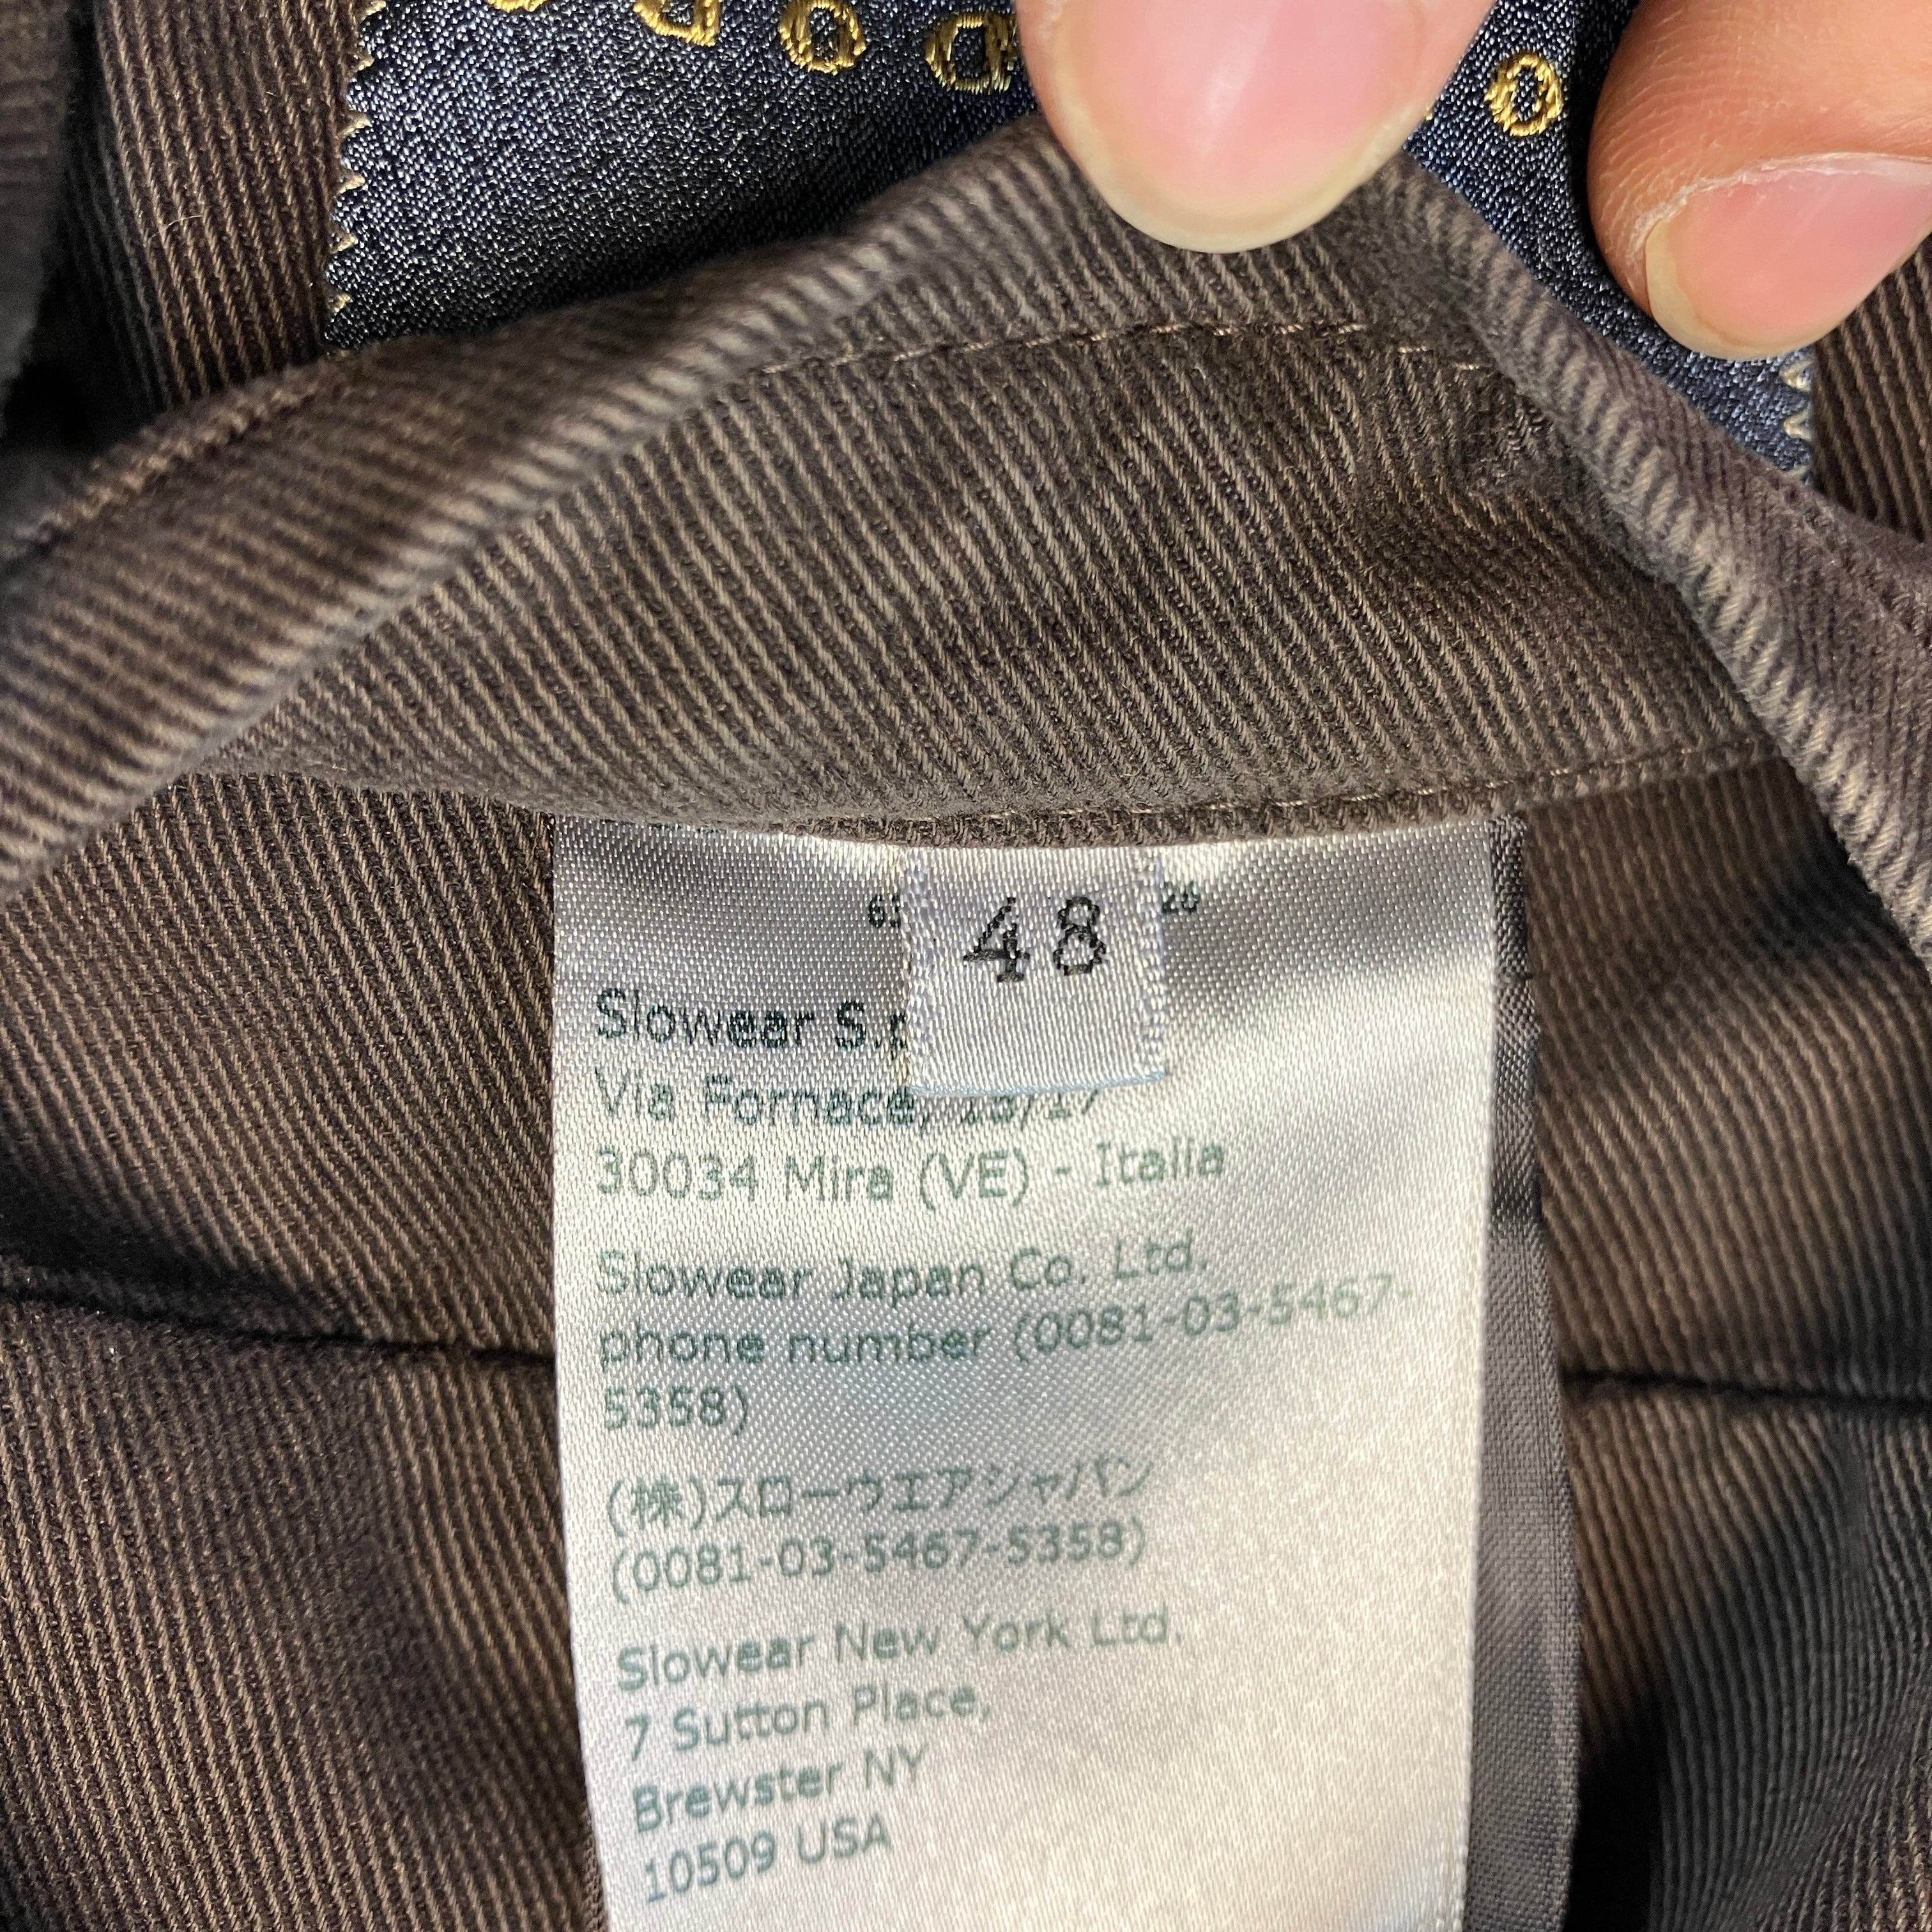 48
Slowear
Via Fornace,
30034 Mira (VE) - Italia
Slowear Japan Co. Ltd.
phone number (0081-03-5467-
5358)
(株)スローウエアジャパン
(0081-03-5467-5358)
Slowear New York Ltd.
7 Sutton Place,
Brewster NY
10509 USA